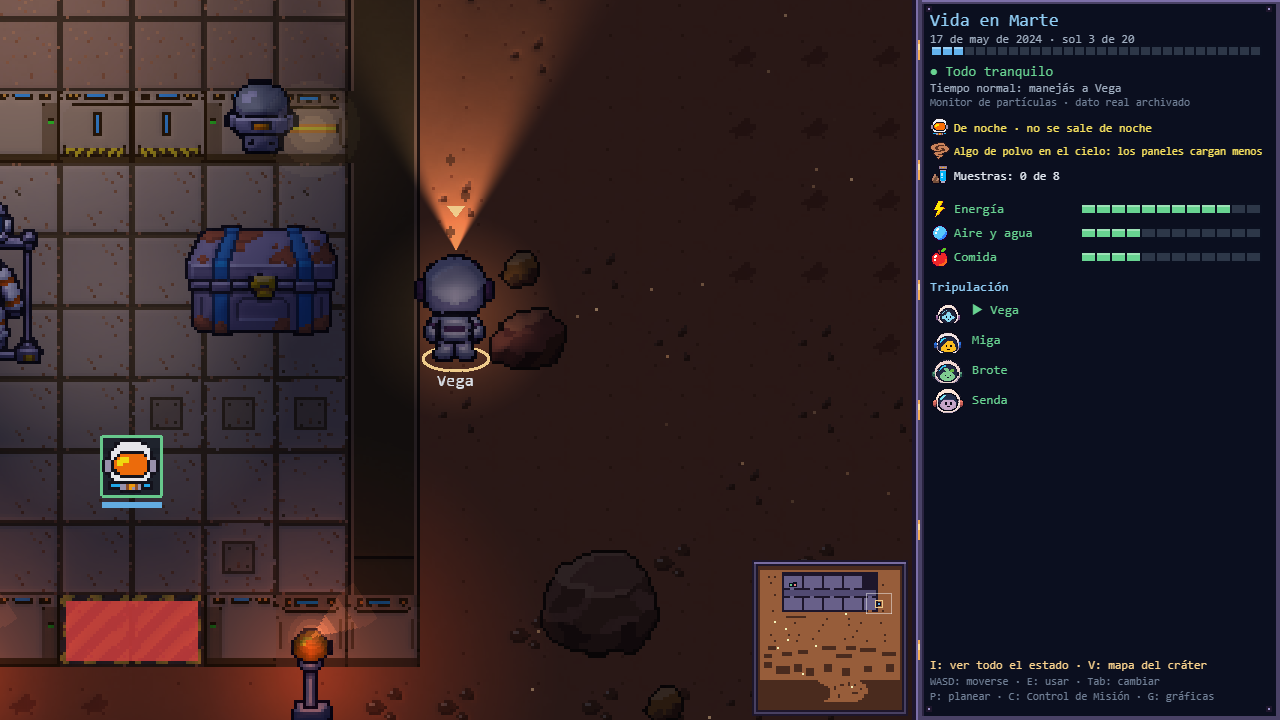 Vida en Marte
17 de may de 2024 · sol 3 de 20
Todo tranquilo
Tiempo normal: manejás a Vega
Monitor de partículas · dato real archivado
De noche · no se sale de noche
Algo de polvo en el cielo: los paneles cargan menos
Muestras: 0 de 8
Energía
Aire y agua
Comida
Tripulación
Vega
Miga
Brote
Senda
Vega
I: ver todo el estado · V: mapa del cráter
WASD: moverse · E: usar · Tab: cambiar
P: planear · C: Control de Misión · G: gráficas